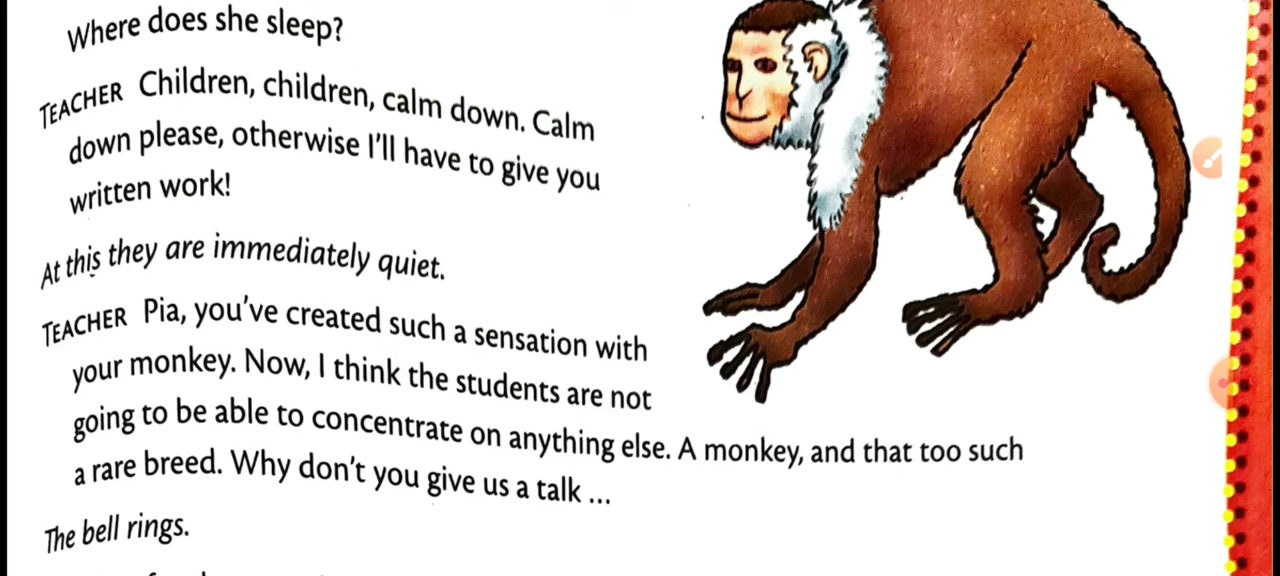 Where does she sleep?
TEACHER Children, children, calm down. Calm
down please, otherwise I'll have to give you
written work!
At this they are immediately quiet.
TEACHER Pia, you've created such a sensation with
your monkey. Now, I think the students are not
going to be able to concentrate on anything else. A monkey, and that too such
a rare breed. Why don't you give us a talk ...
The bell rings.